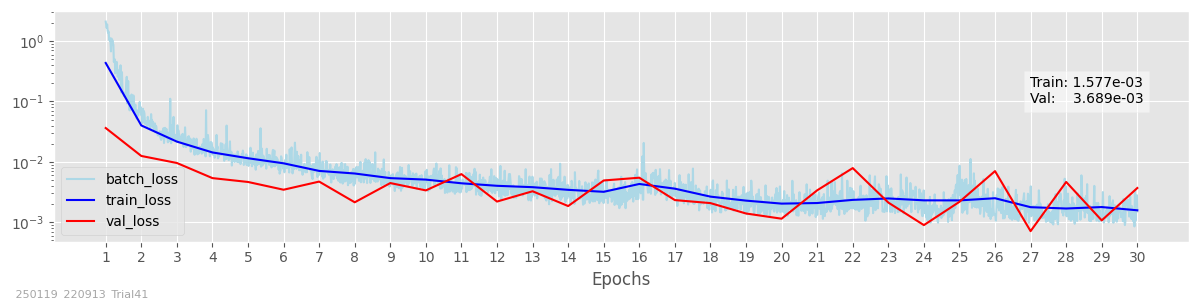 10⁰
10⁻¹
10⁻²
10⁻³
Train: 1.577e-03
Val: 3.689e-03
batch_loss
train_loss
val_loss
1 2 3 4 5 6 7 8 9 10 11 12 13 14 15 16 17 18 19 20 21 22 23 24 25 26 27 28 29 30
Epochs
250119_220913_Trial41